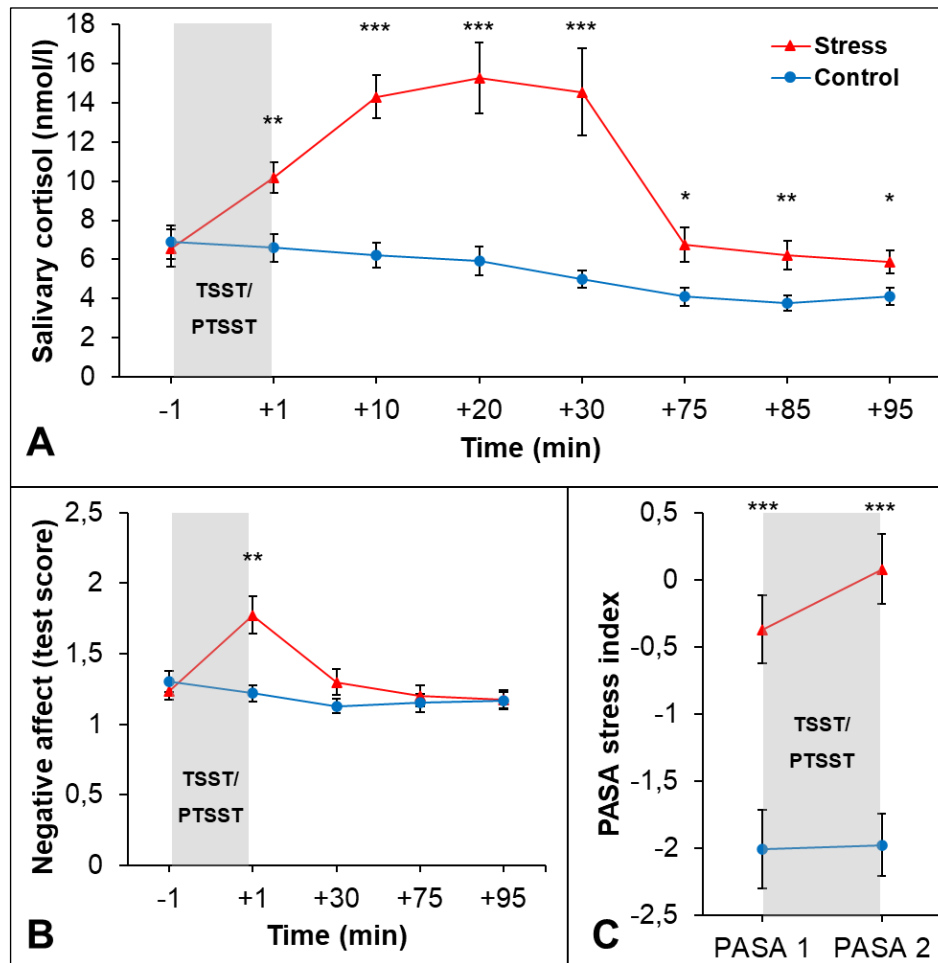 18
16
14
12
10
8
6
4
2
0
Salivary cortisol (nmol/l)
** *** *** *** * ** *
Stress
Control
TSST/
PTSST
-1 +1 +10 +20 +30 +75 +85 +95
Time (min)
A
2,5
2
1,5
1
0,5
0
Negative affect (test score)
**
TSST/
PTSST
-1 +1 +30 +75 +95
Time (min)
B
0,5
0
-0,5
-1
-1,5
-2
-2,5
PASA stress index
*** ***
TSST/
PTSST
PASA 1 PASA 2
C